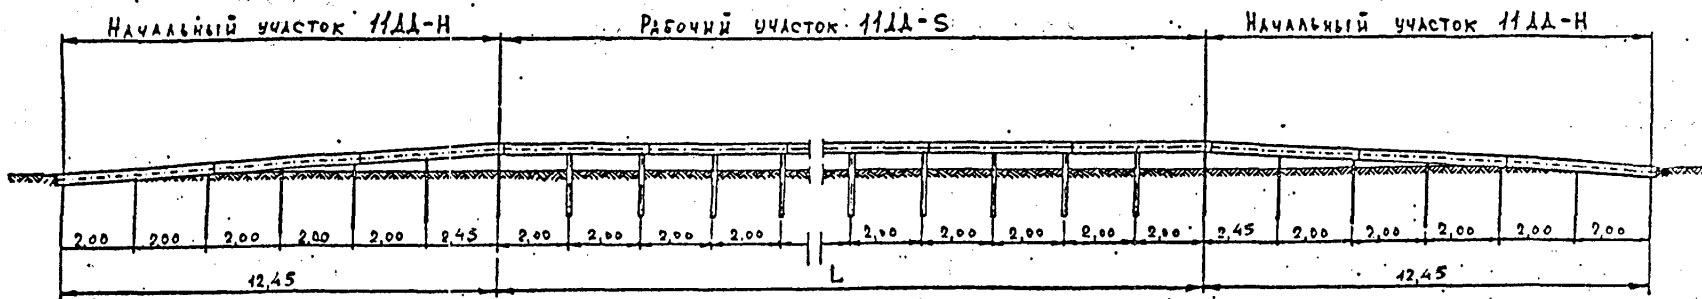 Начальный участок 11ДД-Н
Рабочий участок 11ДД-S
Начальный участок 11ДД-Н
2,00 2,00 2,00 2,00 2,00 2,45 2,00 2,00 2,00 2,00 2,00 2,00 2,00 2,00 2,00 2,45 2,00 2,00 2,00 2,00 2,00
12,45 L 12,45